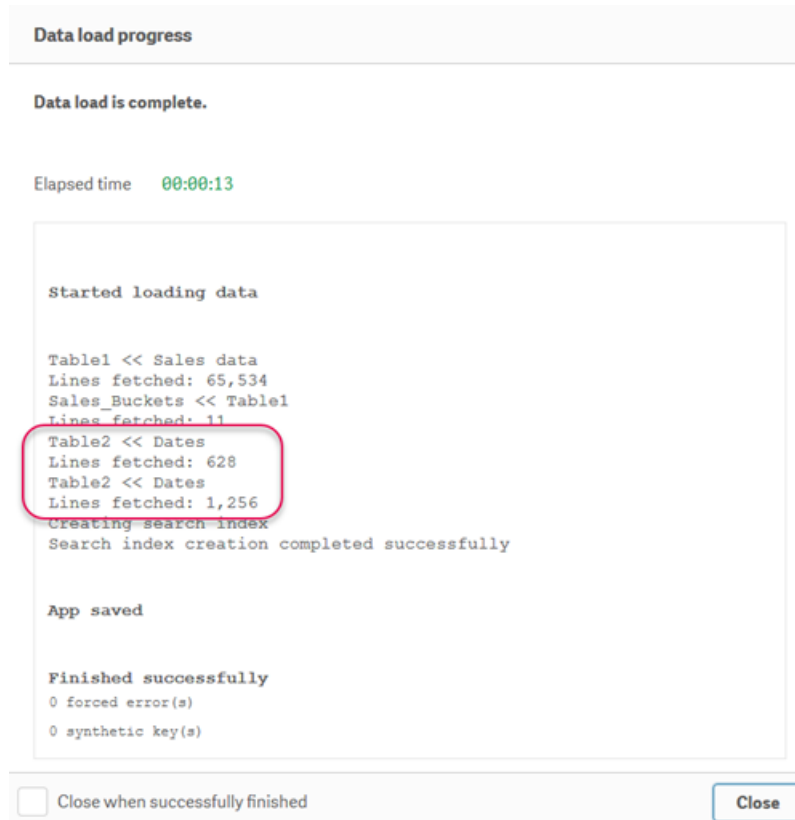 Data load progress
Data load is complete.
Elapsed time 00:00:13
Started loading data
Table1 << Sales data
Lines fetched: 65,534
Sales_Buckets << Table1
Lines fetched: 11
Table2 << Dates
Lines fetched: 628
Table2 << Dates
Lines fetched: 1,256
Creating search index
Search index creation completed successfully
App saved
Finished successfully
0 forced error(s)
0 synthetic key(s)
Close when successfully finished
Close